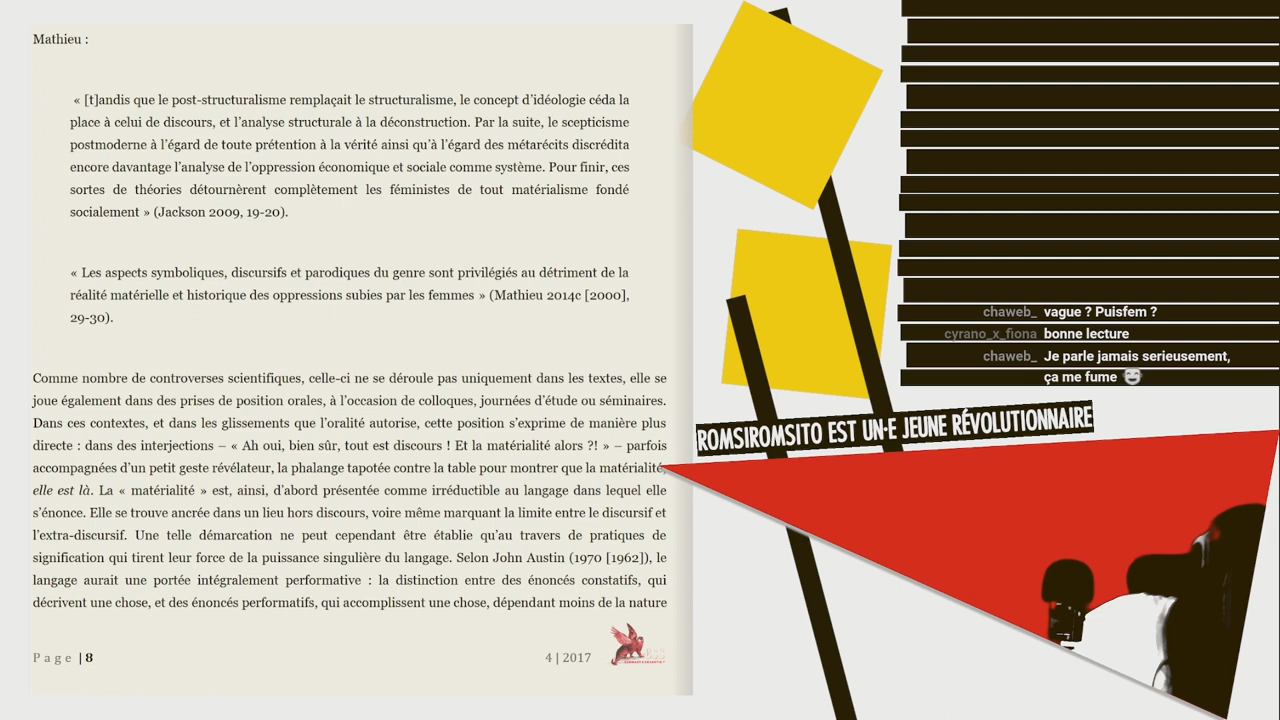 Mathieu :
« [t]andis que le post-structuralisme remplaçait le structuralisme, le concept d'idéologie céda la
place à celui de discours, et l'analyse structurale à la déconstruction. Par la suite, le scepticisme
postmoderne à l'égard de toute prétention à la vérité ainsi qu'à l'égard des métarécits discrédita
encore davantage l'analyse de l'oppression économique et sociale comme système. Pour finir, ces
sortes de théories détournèrent complètement les féministes de tout matérialisme fondé
socialement » (Jackson 2009, 19-20).
« Les aspects symboliques, discursifs et parodiques du genre sont privilégiés au détriment de la
réalité matérielle et historique des oppressions subies par les femmes » (Mathieu 2014c [2000],
29-30).
Comme nombre de controverses scientifiques, celle-ci ne se déroule pas uniquement dans les textes, elle se
joue également dans des prises de position orales, à l'occasion de colloques, journées d'étude ou séminaires.
Dans ces contextes, et dans les glissements que l'oralité autorise, cette position s'exprime de manière plus
directe : dans des interjections – « Ah oui, bien sûr, tout est discours ! Et la matérialité alors ?! » – parfois
accompagnées d'un petit geste révélateur, la phalange tapotée contre la table pour montrer que la matérialité,
elle est là. La « matérialité » est, ainsi, d'abord présentée comme irréductible au langage dans lequel elle
s'énonce. Elle se trouve ancrée dans un lieu hors discours, voire même marquant la limite entre le discursif et
l'extra-discursif. Une telle démarcation ne peut cependant être établie qu'au travers de pratiques de
signification qui tirent leur force de la puissance singulière du langage. Selon John Austin (1970 [1962]), le
langage aurait une portée intégralement performative : la distinction entre des énoncés constatifs, qui
décrivent une chose, et des énoncés performatifs, qui accomplissent une chose, dépendant moins de la nature
Page | 8
4 | 2017
chaweb_ vague ? Puisfem ?
cyrano_x_fiona bonne lecture
chaweb_ Je parle jamais serieusement,
ça me fume
ROMSIROMSITO EST UN·E JEUNE RÉVOLUTIONNAIRE